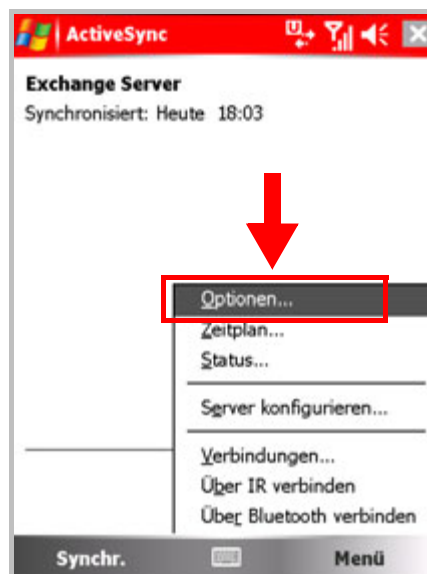 ActiveSync
Exchange Server
Synchronisiert: Heute 18:03
Optionen...
Zeitplan...
Status...
Server konfigurieren...
Verbindungen...
Über IR verbinden
Über Bluetooth verbinden
Synchr. Menü